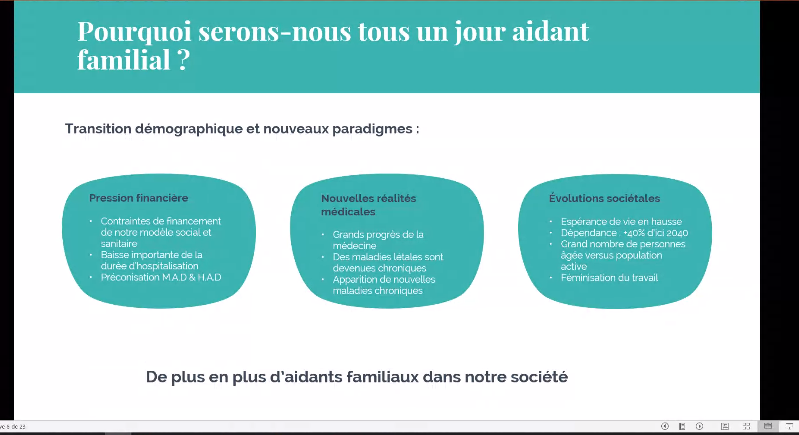 Pourquoi serons-nous tous un jour aidant
familial ?
Transition démographique et nouveaux paradigmes :
Pression financière
• Contraintes de financement
de notre modèle social et
sanitaire
• Baisse importante de la
durée d'hospitalisation
• Préconisation M.A.D & H.A.D
Nouvelles réalités
médicales
• Grands progrès de la
médecine
• Des maladies létales sont
devenues chroniques
• Apparition de nouvelles
maladies chroniques
Évolutions sociétales
• Espérance de vie en hausse
• Dépendance : +40% d'ici 2040
• Grand nombre de personnes
âgée versus population
active
• Féminisation du travail
De plus en plus d'aidants familiaux dans notre société
de 23